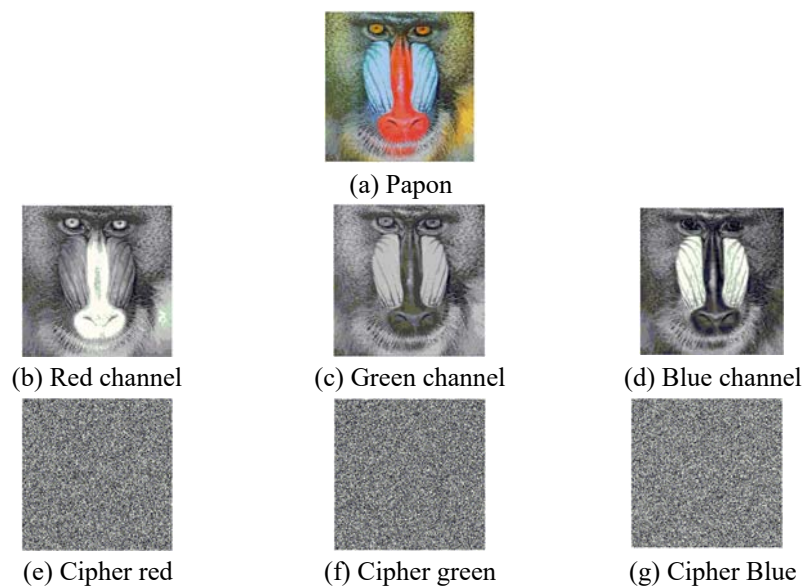 (a) Papon
(b) Red channel
(c) Green channel
(d) Blue channel
(e) Cipher red
(f) Cipher green
(g) Cipher Blue